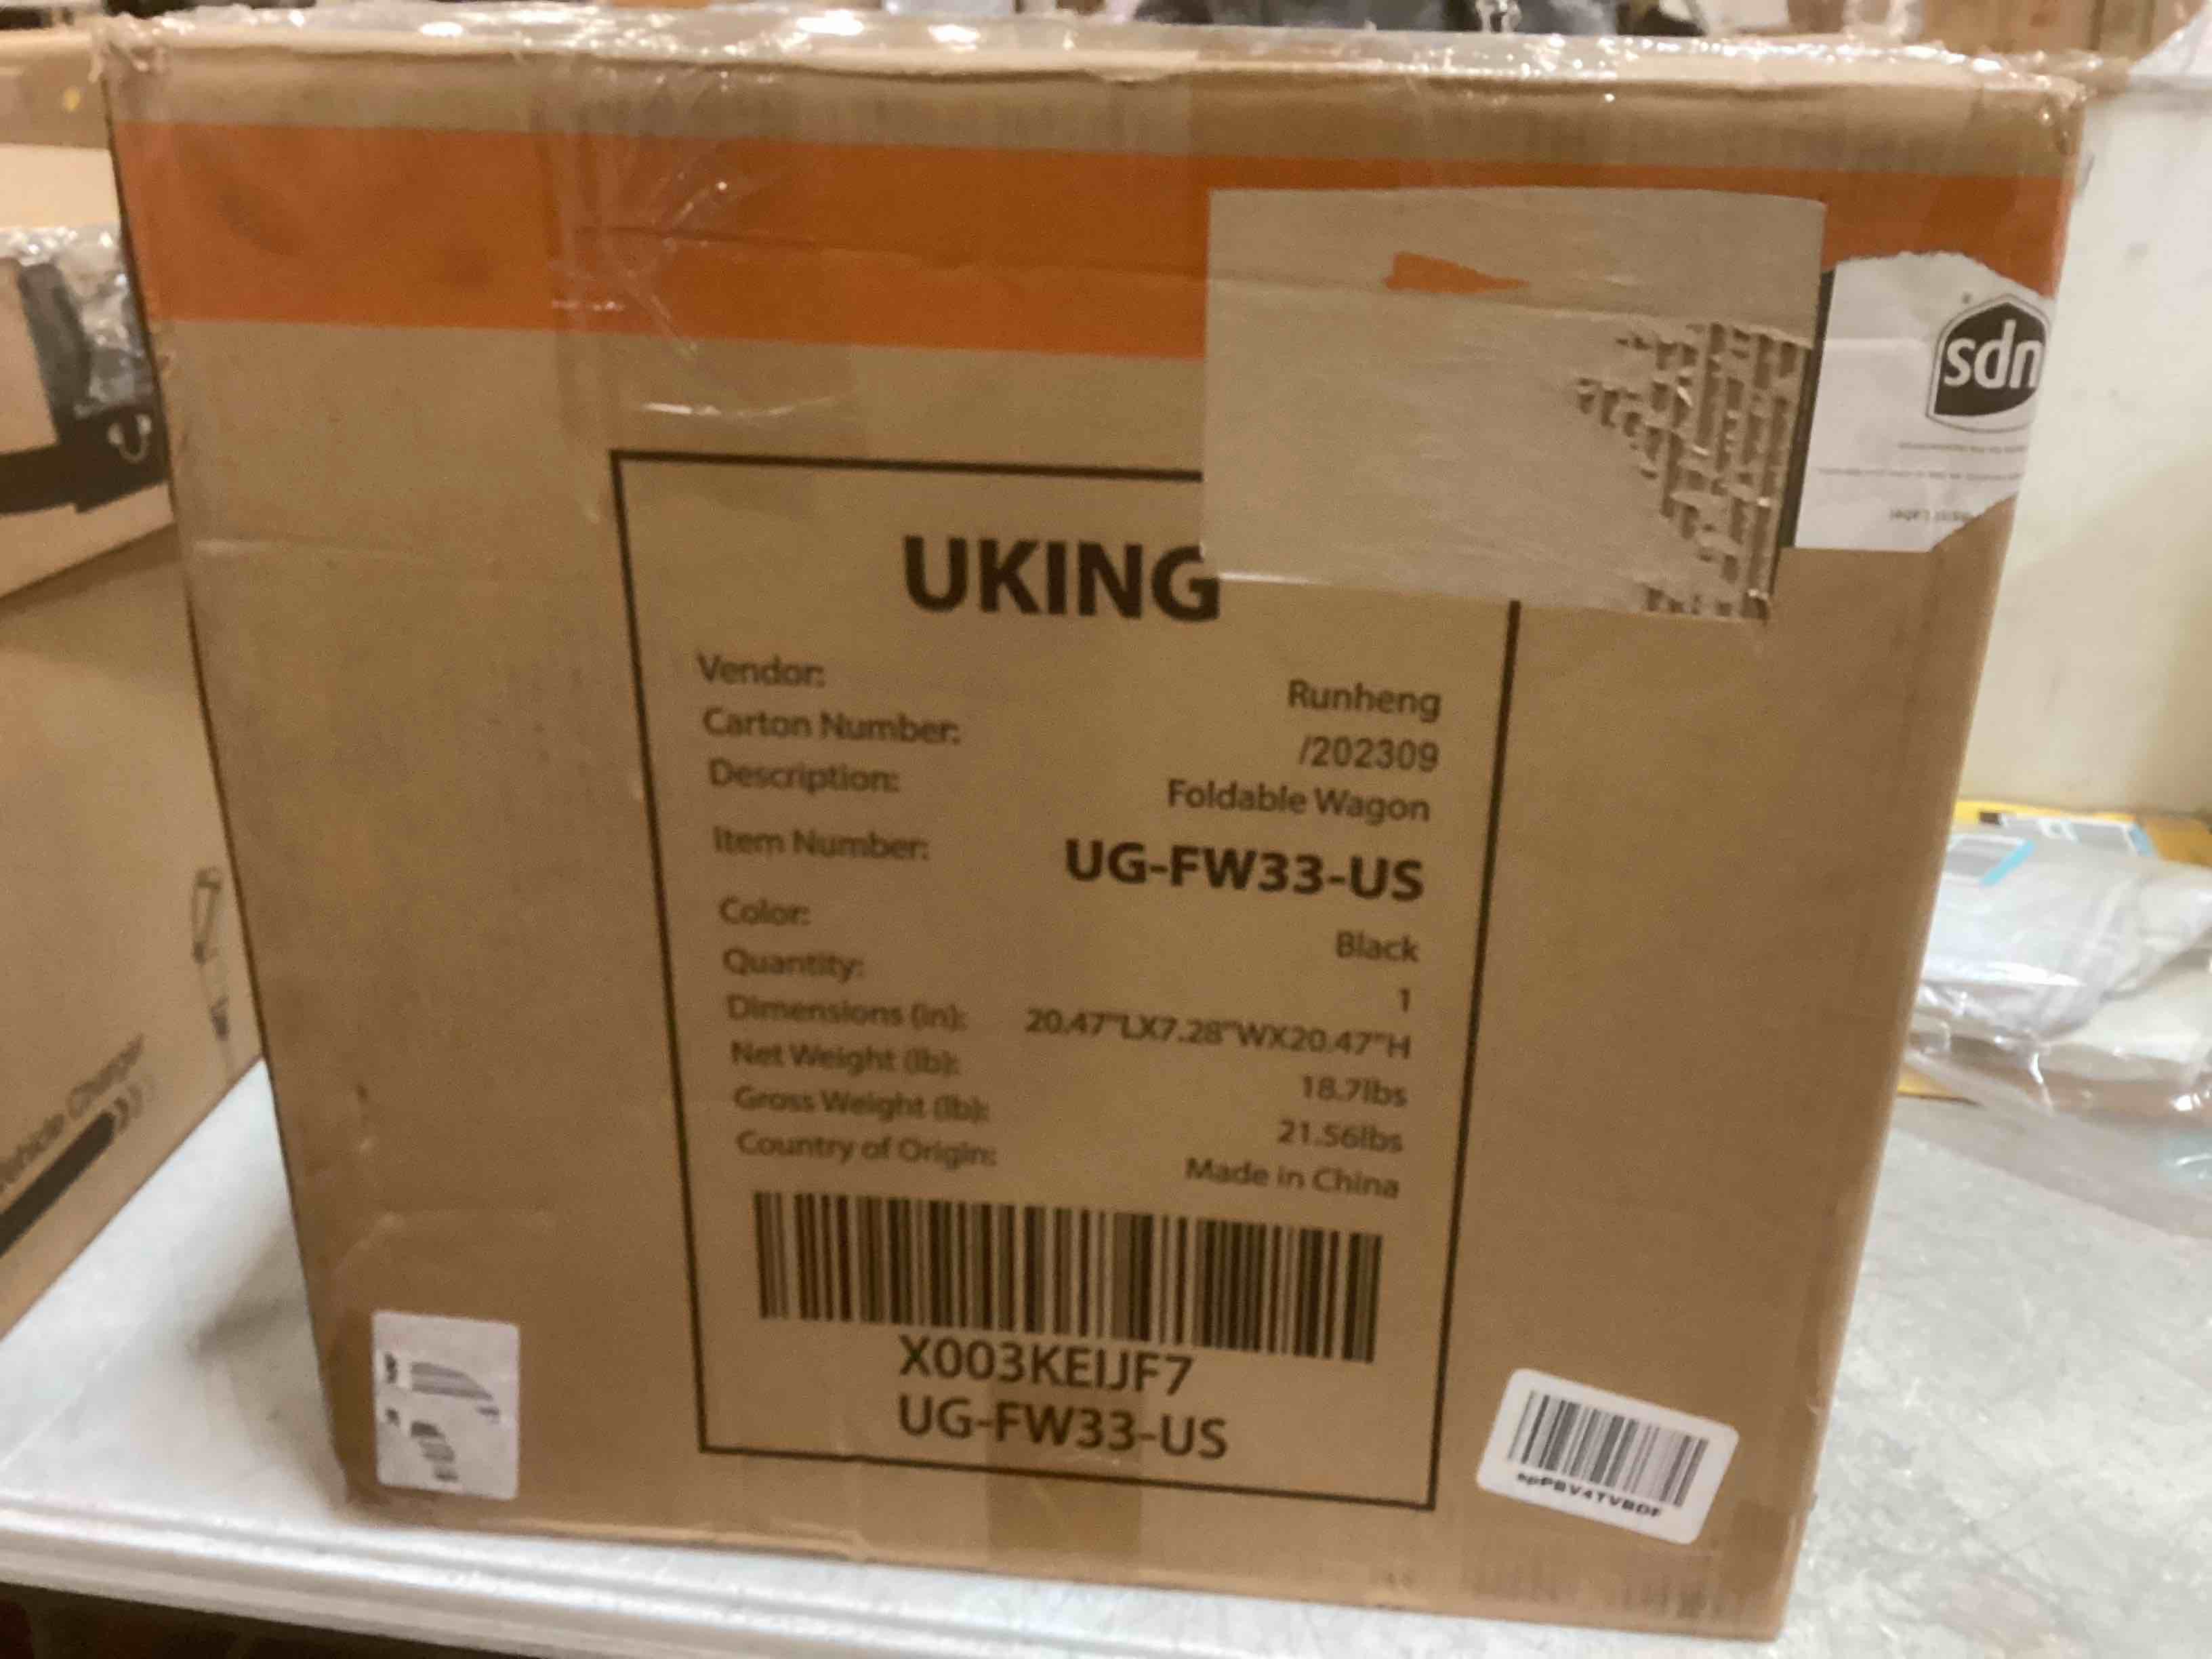 sdn
UKING
Vendor: Runheng
Carton Number: /202309
Description: Foldable Wagon
Item Number: UG-FW33-US
Color: Black
Quantity: 1
Dimensions (in): 20.47"LX7.28"WX20.47"H
Net Weight (lb): 18.7lbs
Gross Weight (lb): 21.56lbs
Country of Origin: Made in China
X003KEIJF7
UG-FW33-US
Vehicle Charger